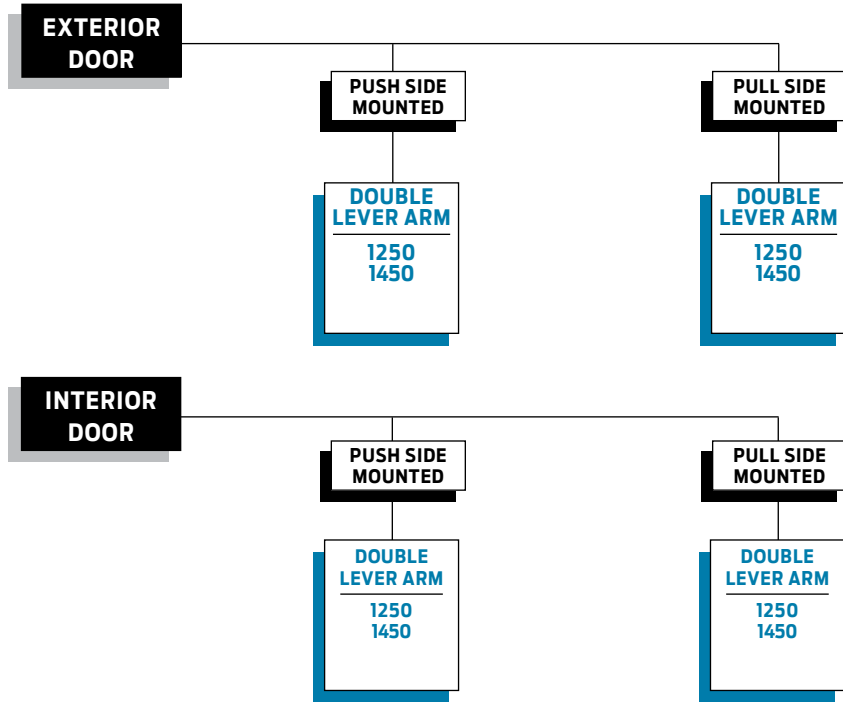 EXTERIOR
DOOR
PUSH SIDE
MOUNTED
PULL SIDE
MOUNTED
DOUBLE
LEVER ARM
1250
1450
DOUBLE
LEVER ARM
1250
1450
INTERIOR
DOOR
PUSH SIDE
MOUNTED
PULL SIDE
MOUNTED
DOUBLE
LEVER ARM
1250
1450
DOUBLE
LEVER ARM
1250
1450